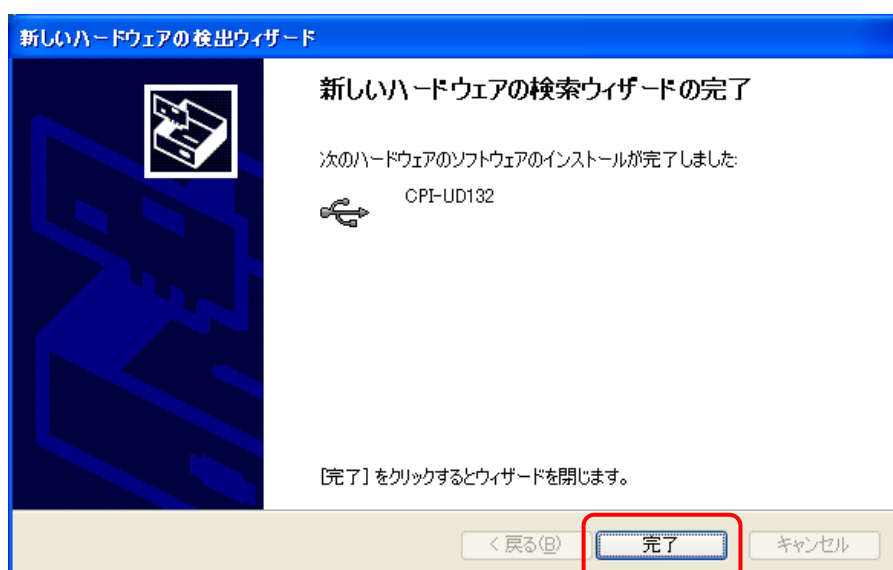 新しいハードウェアの検出ウィザード
新しいハードウェアの検索ウィザードの完了
次のハードウェアのソフトウェアのインストールが完了しました:
CPI-UD132
[完了] をクリックするとウィザードを閉じます。
< 戻る(B) 完了 キャンセル